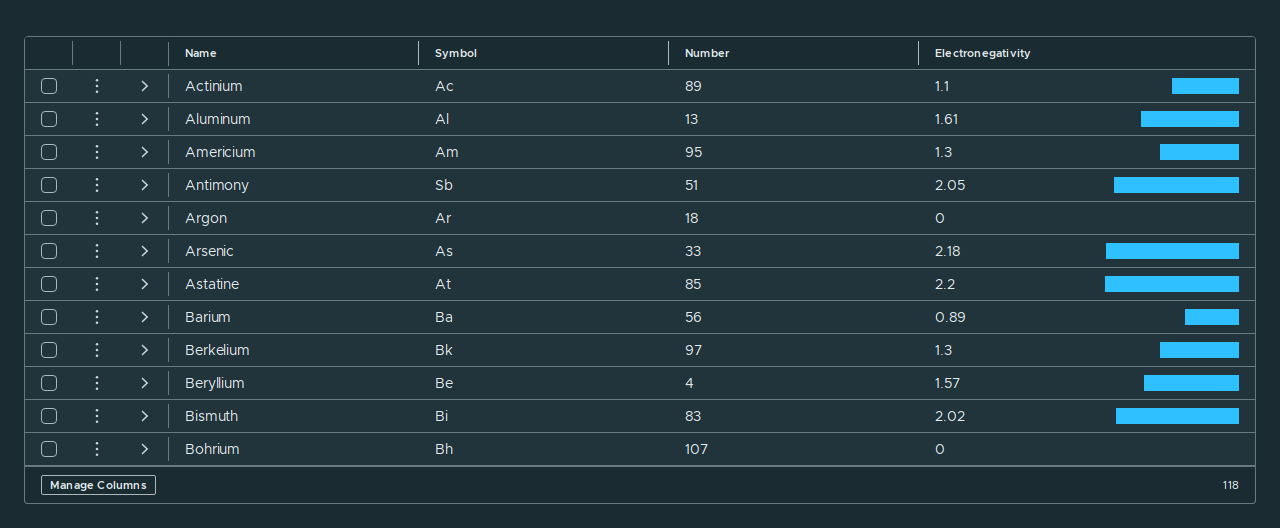 Name Symbol Number Electronegativity
Actinium Ac 89 1.1
Aluminum Al 13 1.61
Americium Am 95 1.3
Antimony Sb 51 2.05
Argon Ar 18 0
Arsenic As 33 2.18
Astatine At 85 2.2
Barium Ba 56 0.89
Berkelium Bk 97 1.3
Beryllium Be 4 1.57
Bismuth Bi 83 2.02
Bohrium Bh 107 0
Manage Columns 118